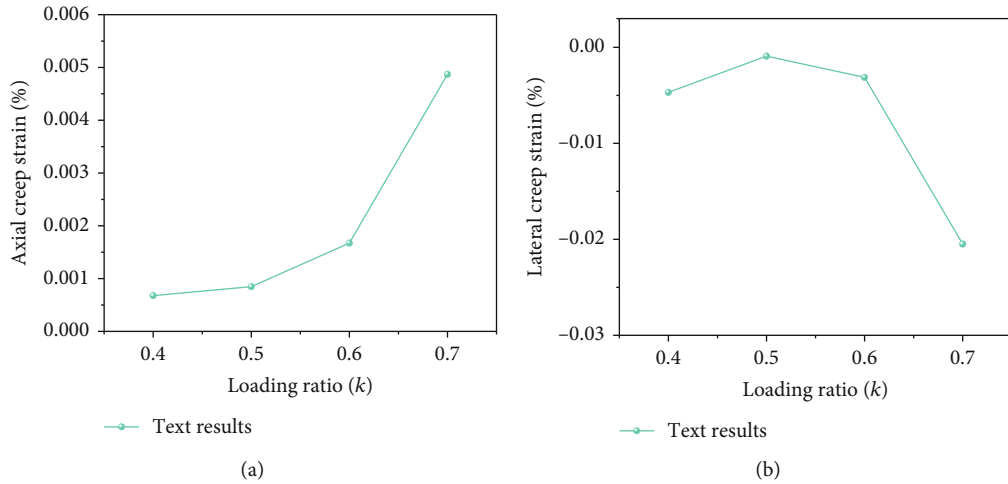 0.006
0.005
0.004
0.003
0.002
0.001
0.000
Axial creep strain (%)
0.4 0.5 0.6 0.7
Loading ratio (k)
Text results
(a)
0.00
−0.01
−0.02
−0.03
Lateral creep strain (%)
0.4 0.5 0.6 0.7
Loading ratio (k)
Text results
(b)